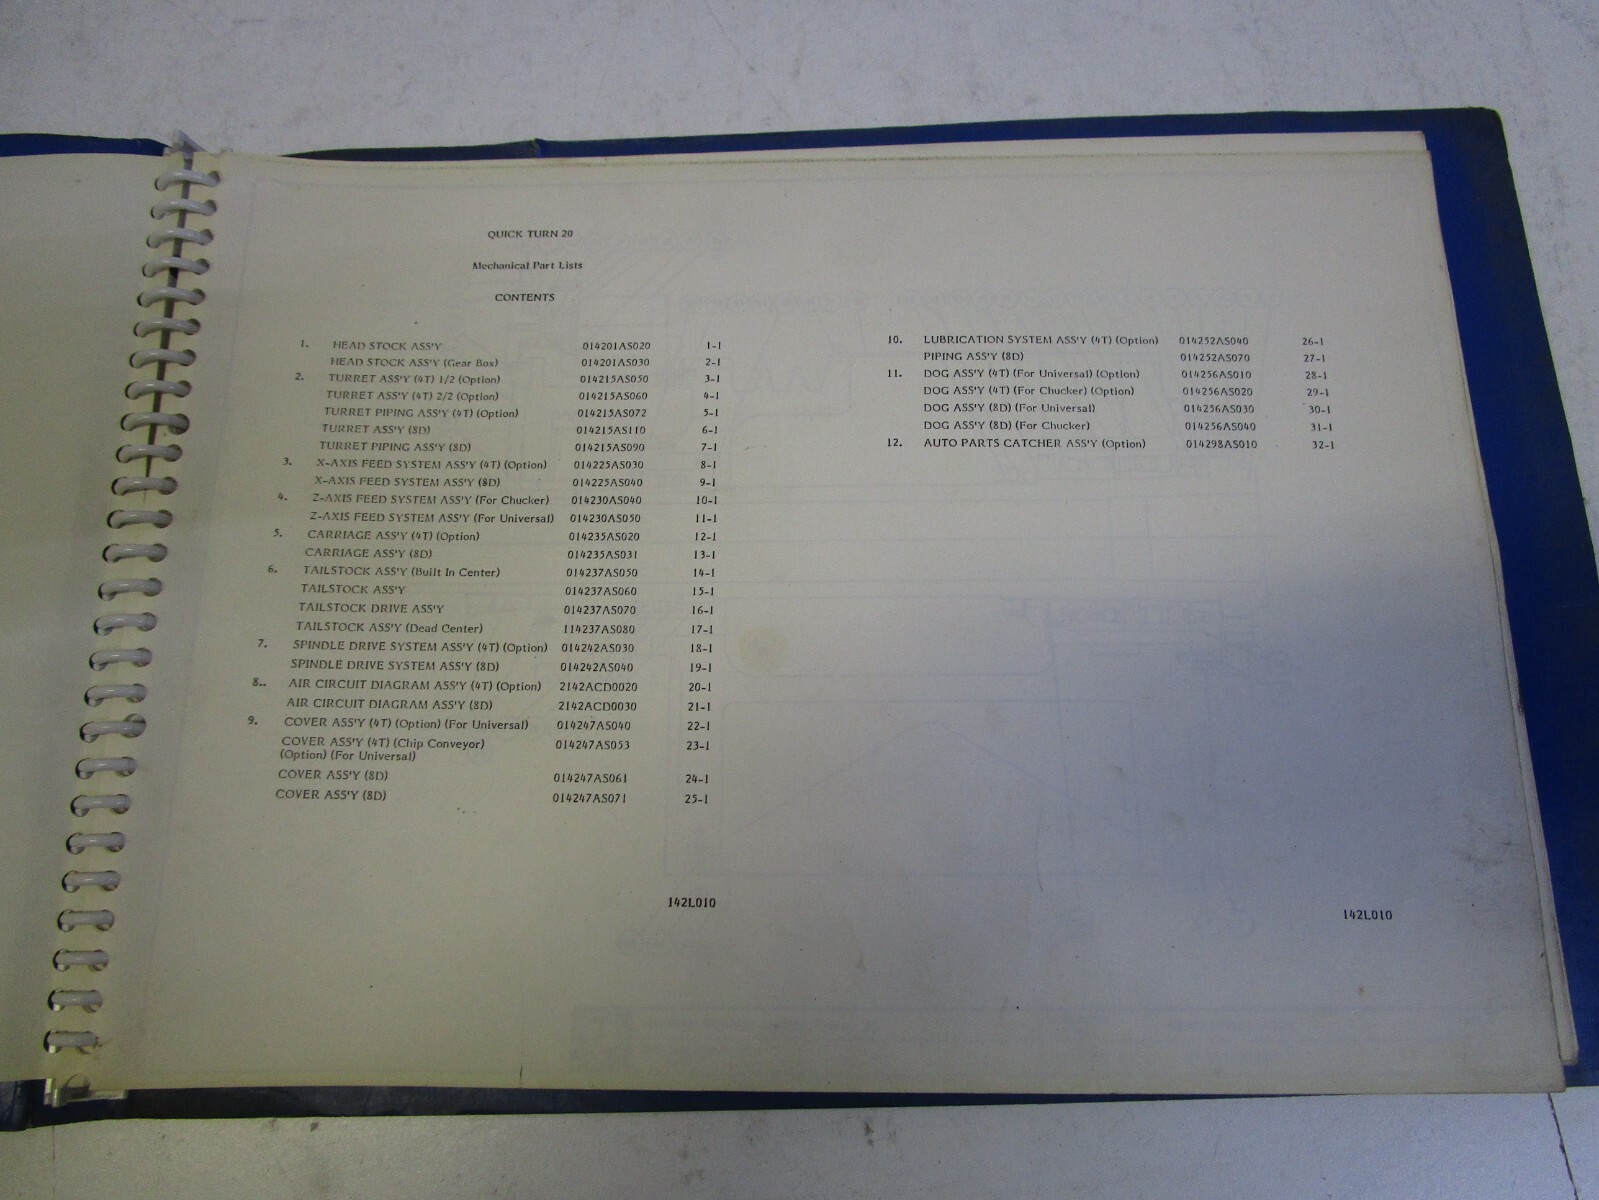 QUICK TURN 20
Mechanical Part Lists
CONTENTS
1. HEAD STOCK ASS'Y 014201AS020 1-1
HEAD STOCK ASS'Y (Gear Box) 014201AS030 2-1
2. TURRET ASS'Y (4T) 1/2 (Option) 014215AS050 3-1
TURRET ASS'Y (4T) 2/2 (Option) 014215AS060 4-1
TURRET PIPING ASS'Y (4T) (Option) 014215AS072 5-1
TURRET ASS'Y (8D) 014215AS110 6-1
TURRET PIPING ASS'Y (8D) 014215AS090 7-1
3. X-AXIS FEED SYSTEM ASS'Y (4T) (Option) 014225AS030 8-1
X-AXIS FEED SYSTEM ASS'Y (8D) 014225AS040 9-1
4. Z-AXIS FEED SYSTEM ASS'Y (For Chucker) 014230AS040 10-1
Z-AXIS FEED SYSTEM ASS'Y (For Universal) 014230AS050 11-1
5. CARRIAGE ASS'Y (4T) (Option) 014235AS020 12-1
CARRIAGE ASS'Y (8D) 014235AS031 13-1
6. TAILSTOCK ASS'Y (Built In Center) 014237AS050 14-1
TAILSTOCK ASS'Y 014237AS060 15-1
TAILSTOCK DRIVE ASS'Y 014237AS070 16-1
TAILSTOCK ASS'Y (Dead Center) 114237AS080 17-1
7. SPINDLE DRIVE SYSTEM ASS'Y (4T) (Option) 014242AS030 18-1
SPINDLE DRIVE SYSTEM ASS'Y (8D) 014242AS040 19-1
8.. AIR CIRCUIT DIAGRAM ASS'Y (4T) (Option) 2142ACD0020 20-1
AIR CIRCUIT DIAGRAM ASS'Y (8D) 2142ACD0030 21-1
9. COVER ASS'Y (4T) (Option) (For Universal) 014247AS040 22-1
COVER ASS'Y (4T) (Chip Conveyor) 014247AS053 23-1
(Option) (For Universal)
COVER ASS'Y (8D) 014247AS061 24-1
COVER ASS'Y (8D) 014247AS071 25-1
142L010
10. LUBRICATION SYSTEM ASS'Y (4T) (Option) 014252AS040 26-1
PIPING ASS'Y (8D) 014252AS070 27-1
11. DOG ASS'Y (4T) (For Universal) (Option) 014256AS010 28-1
DOG ASS'Y (4T) (For Chucker) (Option) 014256AS020 29-1
DOG ASS'Y (8D) (For Universal) 014256AS030 30-1
DOG ASS'Y (8D) (For Chucker) 014256AS040 31-1
12. AUTO PARTS CATCHER ASS'Y (Option) 014298AS010 32-1
142L010